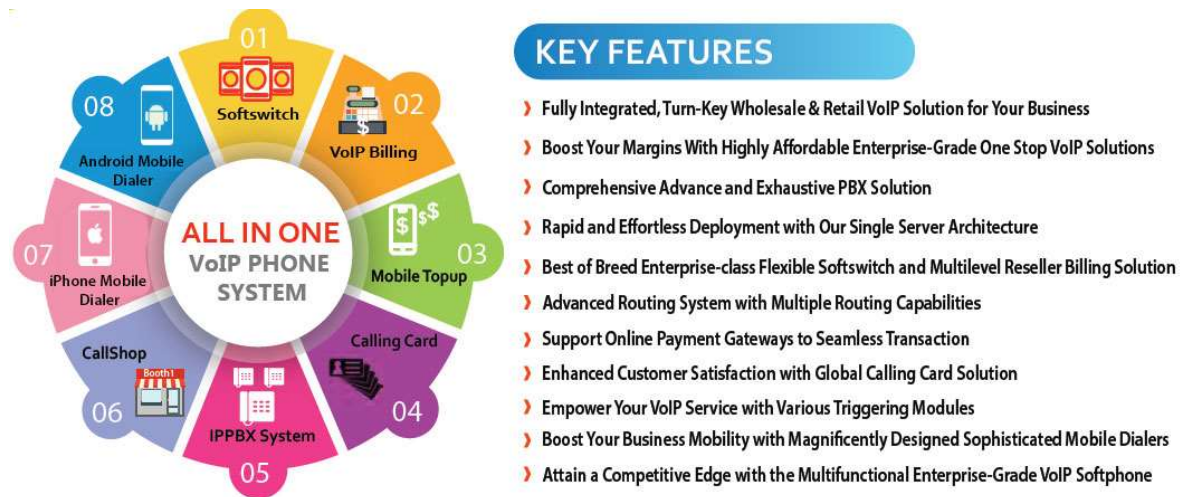 01
Softswitch
02
VoIP Billing
03
Mobile Topup
04
Calling Card
05
IPPBX System
06
CallShop
Booth1
07
iPhone Mobile
Dialer
08
Android Mobile
Dialer
ALL IN ONE
VoIP PHONE
SYSTEM
KEY FEATURES
Fully Integrated, Turn-Key Wholesale & Retail VoIP Solution for Your Business
Boost Your Margins With Highly Affordable Enterprise-Grade One Stop VoIP Solutions
Comprehensive Advance and Exhaustive PBX Solution
Rapid and Effortless Deployment with Our Single Server Architecture
Best of Breed Enterprise-class Flexible Softswitch and Multilevel Reseller Billing Solution
Advanced Routing System with Multiple Routing Capabilities
Support Online Payment Gateways to Seamless Transaction
Enhanced Customer Satisfaction with Global Calling Card Solution
Empower Your VoIP Service with Various Triggering Modules
Boost Your Business Mobility with Magnificently Designed Sophisticated Mobile Dialers
Attain a Competitive Edge with the Multifunctional Enterprise-Grade VoIP Softphone